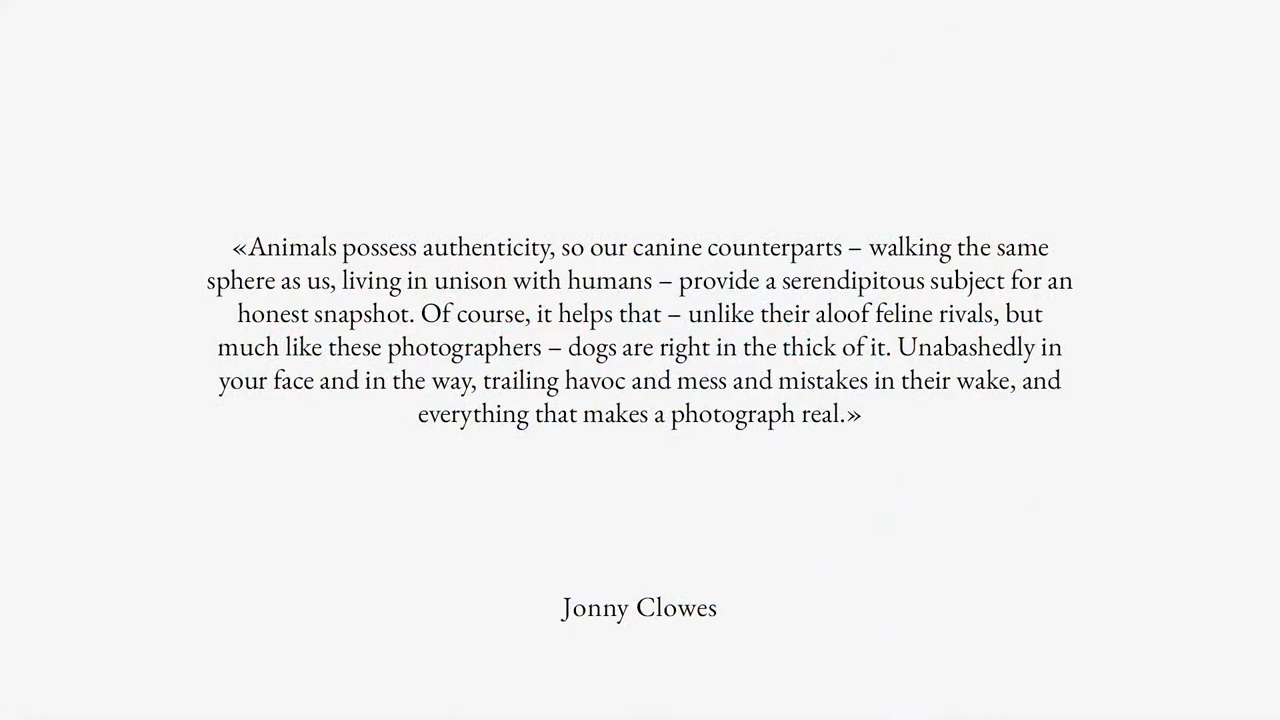 «Animals possess authenticity, so our canine counterparts – walking the same
sphere as us, living in unison with humans – provide a serendipitous subject for an
honest snapshot. Of course, it helps that – unlike their aloof feline rivals, but
much like these photographers – dogs are right in the thick of it. Unabashedly in
your face and in the way, trailing havoc and mess and mistakes in their wake, and
everything that makes a photograph real.»
Jonny Clowes